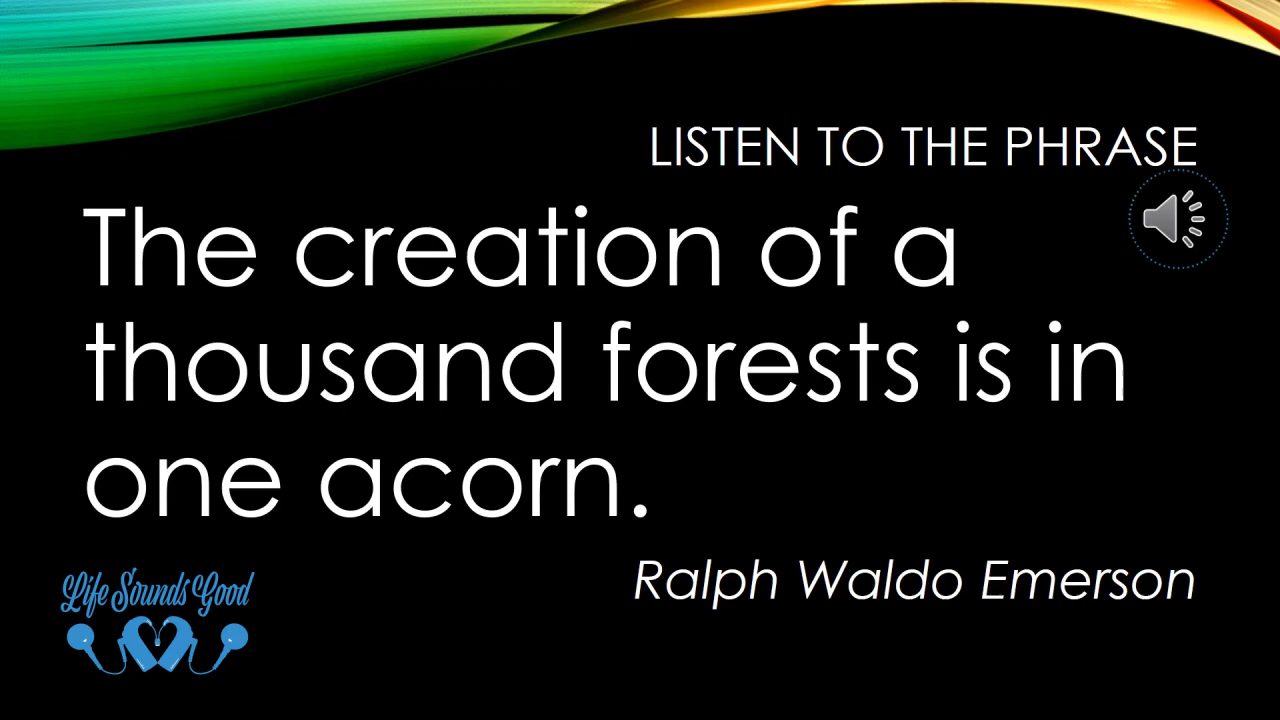 LISTEN TO THE PHRASE
The creation of a
thousand forests is in
one acorn.
Ralph Waldo Emerson
Life Sounds Good